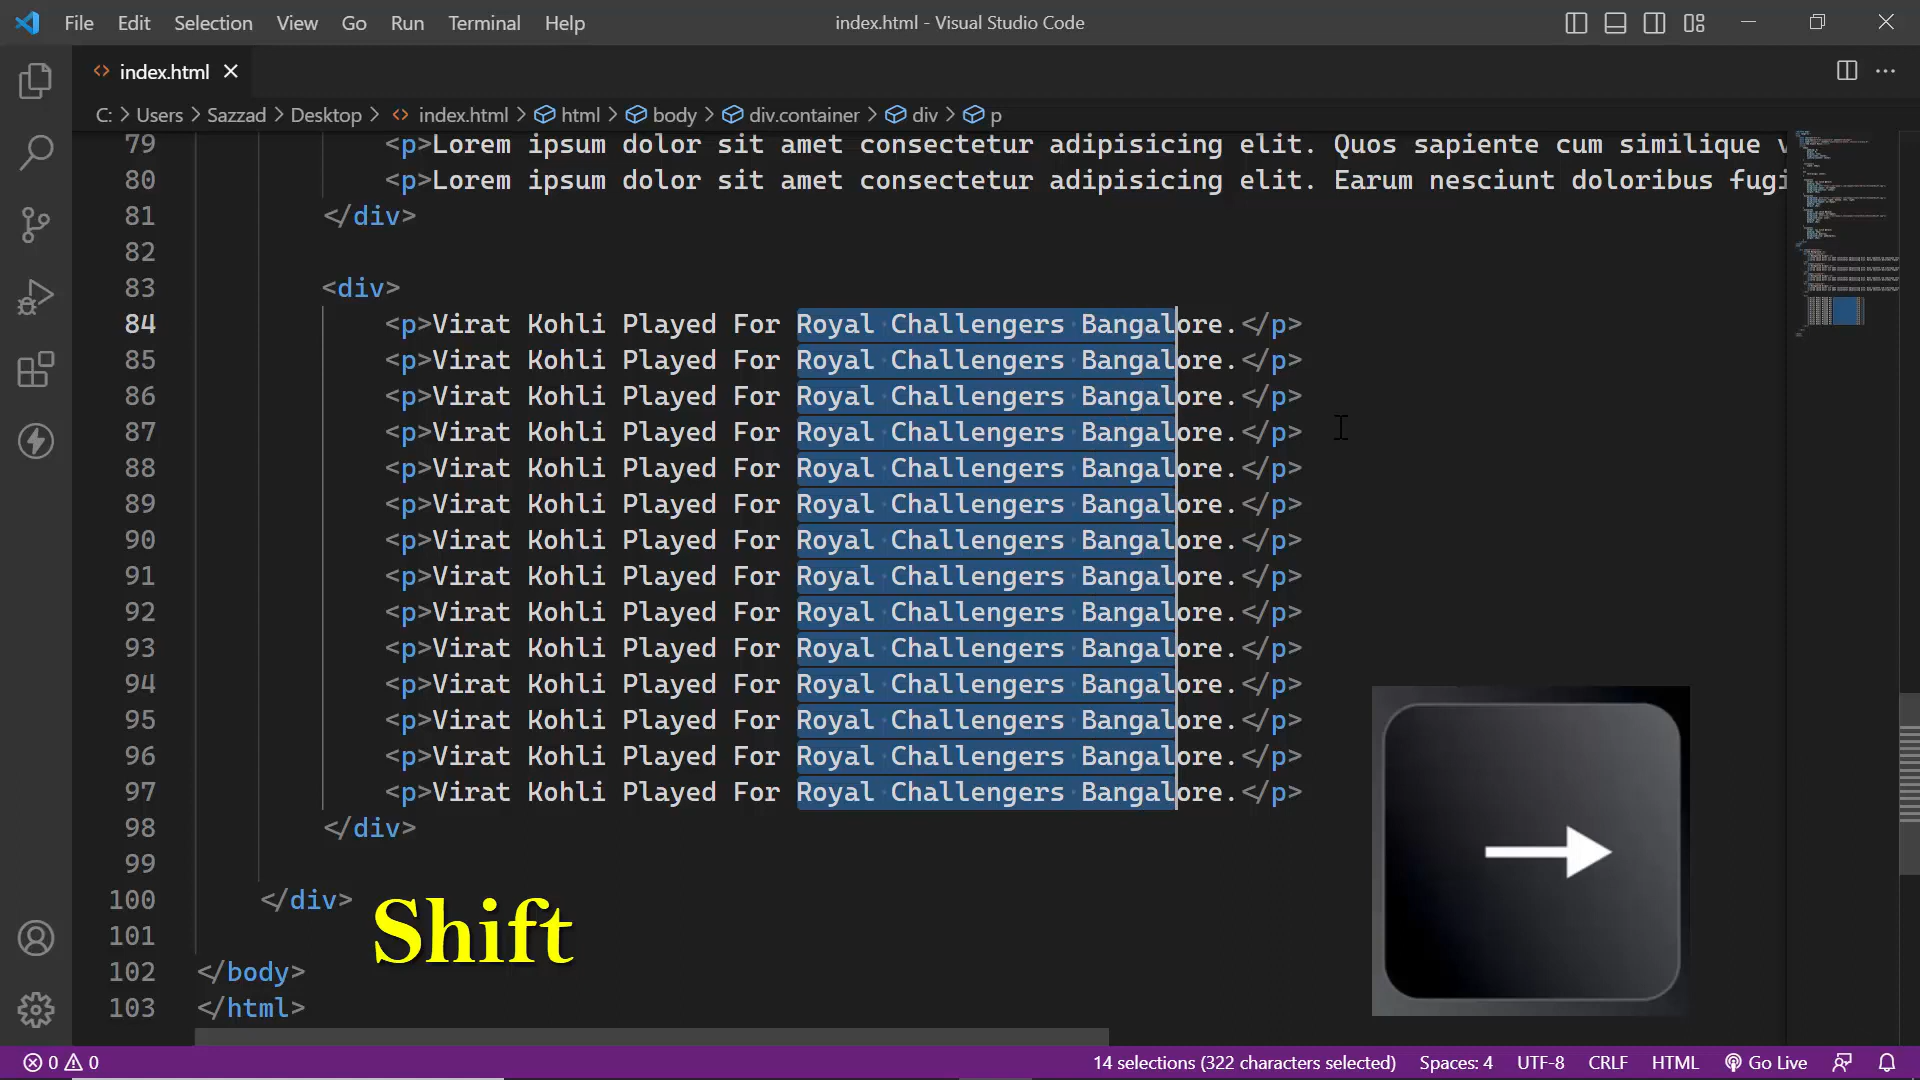 File Edit Selection View Go Run Terminal Help index.html - Visual Studio Code
index.html
C: > Users > Sazzad > Desktop > index.html > html > body > div.container > div > p
79 <p>Lorem ipsum dolor sit amet consectetur adipisicing elit. Quos sapiente cum similique
80 <p>Lorem ipsum dolor sit amet consectetur adipisicing elit. Earum nesciunt doloribus fugi
81 </div>
82
83 <div>
84 <p>Virat Kohli Played For Royal Challengers Bangalore.</p>
85 <p>Virat Kohli Played For Royal Challengers Bangalore.</p>
86 <p>Virat Kohli Played For Royal Challengers Bangalore.</p>
87 <p>Virat Kohli Played For Royal Challengers Bangalore.</p>
88 <p>Virat Kohli Played For Royal Challengers Bangalore.</p>
89 <p>Virat Kohli Played For Royal Challengers Bangalore.</p>
90 <p>Virat Kohli Played For Royal Challengers Bangalore.</p>
91 <p>Virat Kohli Played For Royal Challengers Bangalore.</p>
92 <p>Virat Kohli Played For Royal Challengers Bangalore.</p>
93 <p>Virat Kohli Played For Royal Challengers Bangalore.</p>
94 <p>Virat Kohli Played For Royal Challengers Bangalore.</p>
95 <p>Virat Kohli Played For Royal Challengers Bangalore.</p>
96 <p>Virat Kohli Played For Royal Challengers Bangalore.</p>
97 <p>Virat Kohli Played For Royal Challengers Bangalore.</p>
98 </div>
99
100 </div>
Shift
101
102 </body>
103 </html>
0 0 14 selections (322 characters selected) Spaces: 4 UTF-8 CRLF HTML Go Live